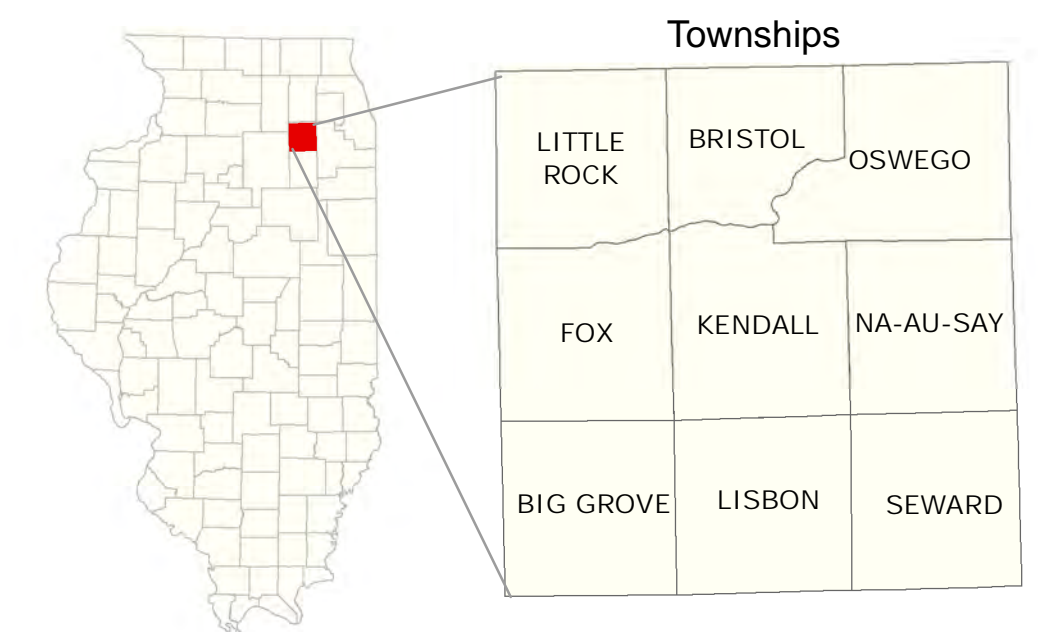 Townships
LITTLE
ROCK
BRISTOL
OSWEGO
FOX
KENDALL
NA-AU-SAY
BIG GROVE
LISBON
SEWARD